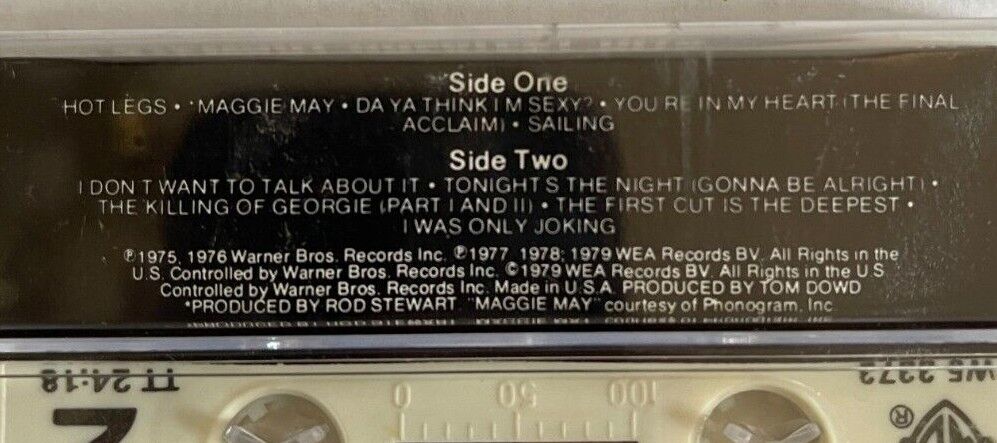 Side One
HOT LEGS • *MAGGIE MAY • DA YA THINK I'M SEXY? • YOU'RE IN MY HEART (THE FINAL
ACCLAIM) • SAILING
Side Two
I DON'T WANT TO TALK ABOUT IT • TONIGHT'S THE NIGHT (GONNA BE ALRIGHT) •
THE KILLING OF GEORGIE (PART I AND II) • THE FIRST CUT IS THE DEEPEST •
I WAS ONLY JOKING
℗1975, 1976 Warner Bros. Records Inc. ℗1977, 1978, 1979 WEA Records BV. All Rights in the
U.S. Controlled by Warner Bros. Records Inc. ©1979 WEA Records BV. All Rights in the U.S.
Controlled by Warner Bros. Records Inc. Made in U.S.A. PRODUCED BY TOM DOWD
*PRODUCED BY ROD STEWART. "MAGGIE MAY" courtesy of Phonogram, Inc.
TT 24:18
2
100 50 0
®